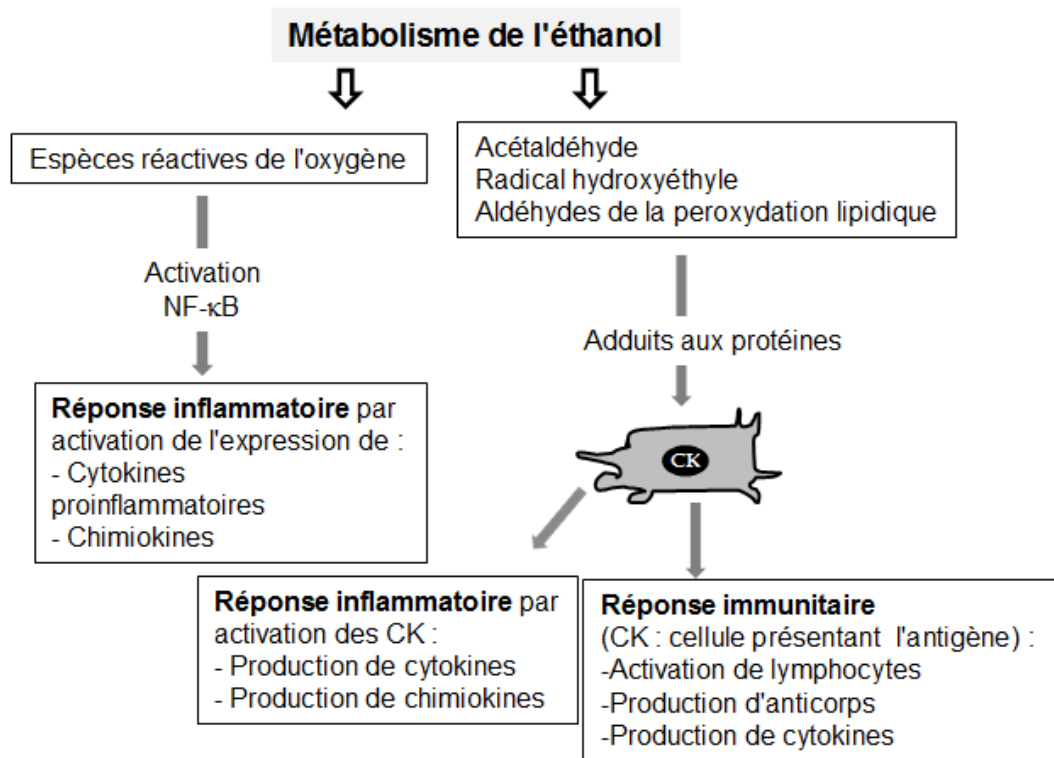 Métabolisme de l'éthanol
Espèces réactives de l'oxygène
Acétaldéhyde
Radical hydroxyéthyle
Aldéhydes de la peroxydation lipidique
Activation
NF-κB
Adduits aux protéines
Réponse inflammatoire par
activation de l'expression de :
- Cytokines
proinflammatoires
- Chimiokines
CK
Réponse inflammatoire par
activation des CK :
- Production de cytokines
- Production de chimiokines
Réponse immunitaire
(CK : cellule présentant l'antigène) :
-Activation de lymphocytes
-Production d'anticorps
-Production de cytokines